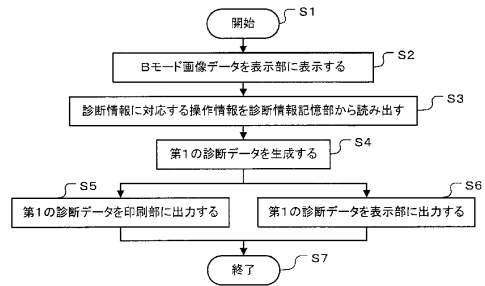 開始
S1
Bモード画像データを表示部に表示する
S2
診断情報に対応する操作情報を診断情報記憶部から読み出す
S3
第1の診断データを生成する
S4
第1の診断データを印刷部に出力する
S5
第1の診断データを表示部に出力する
S6
終了
S7